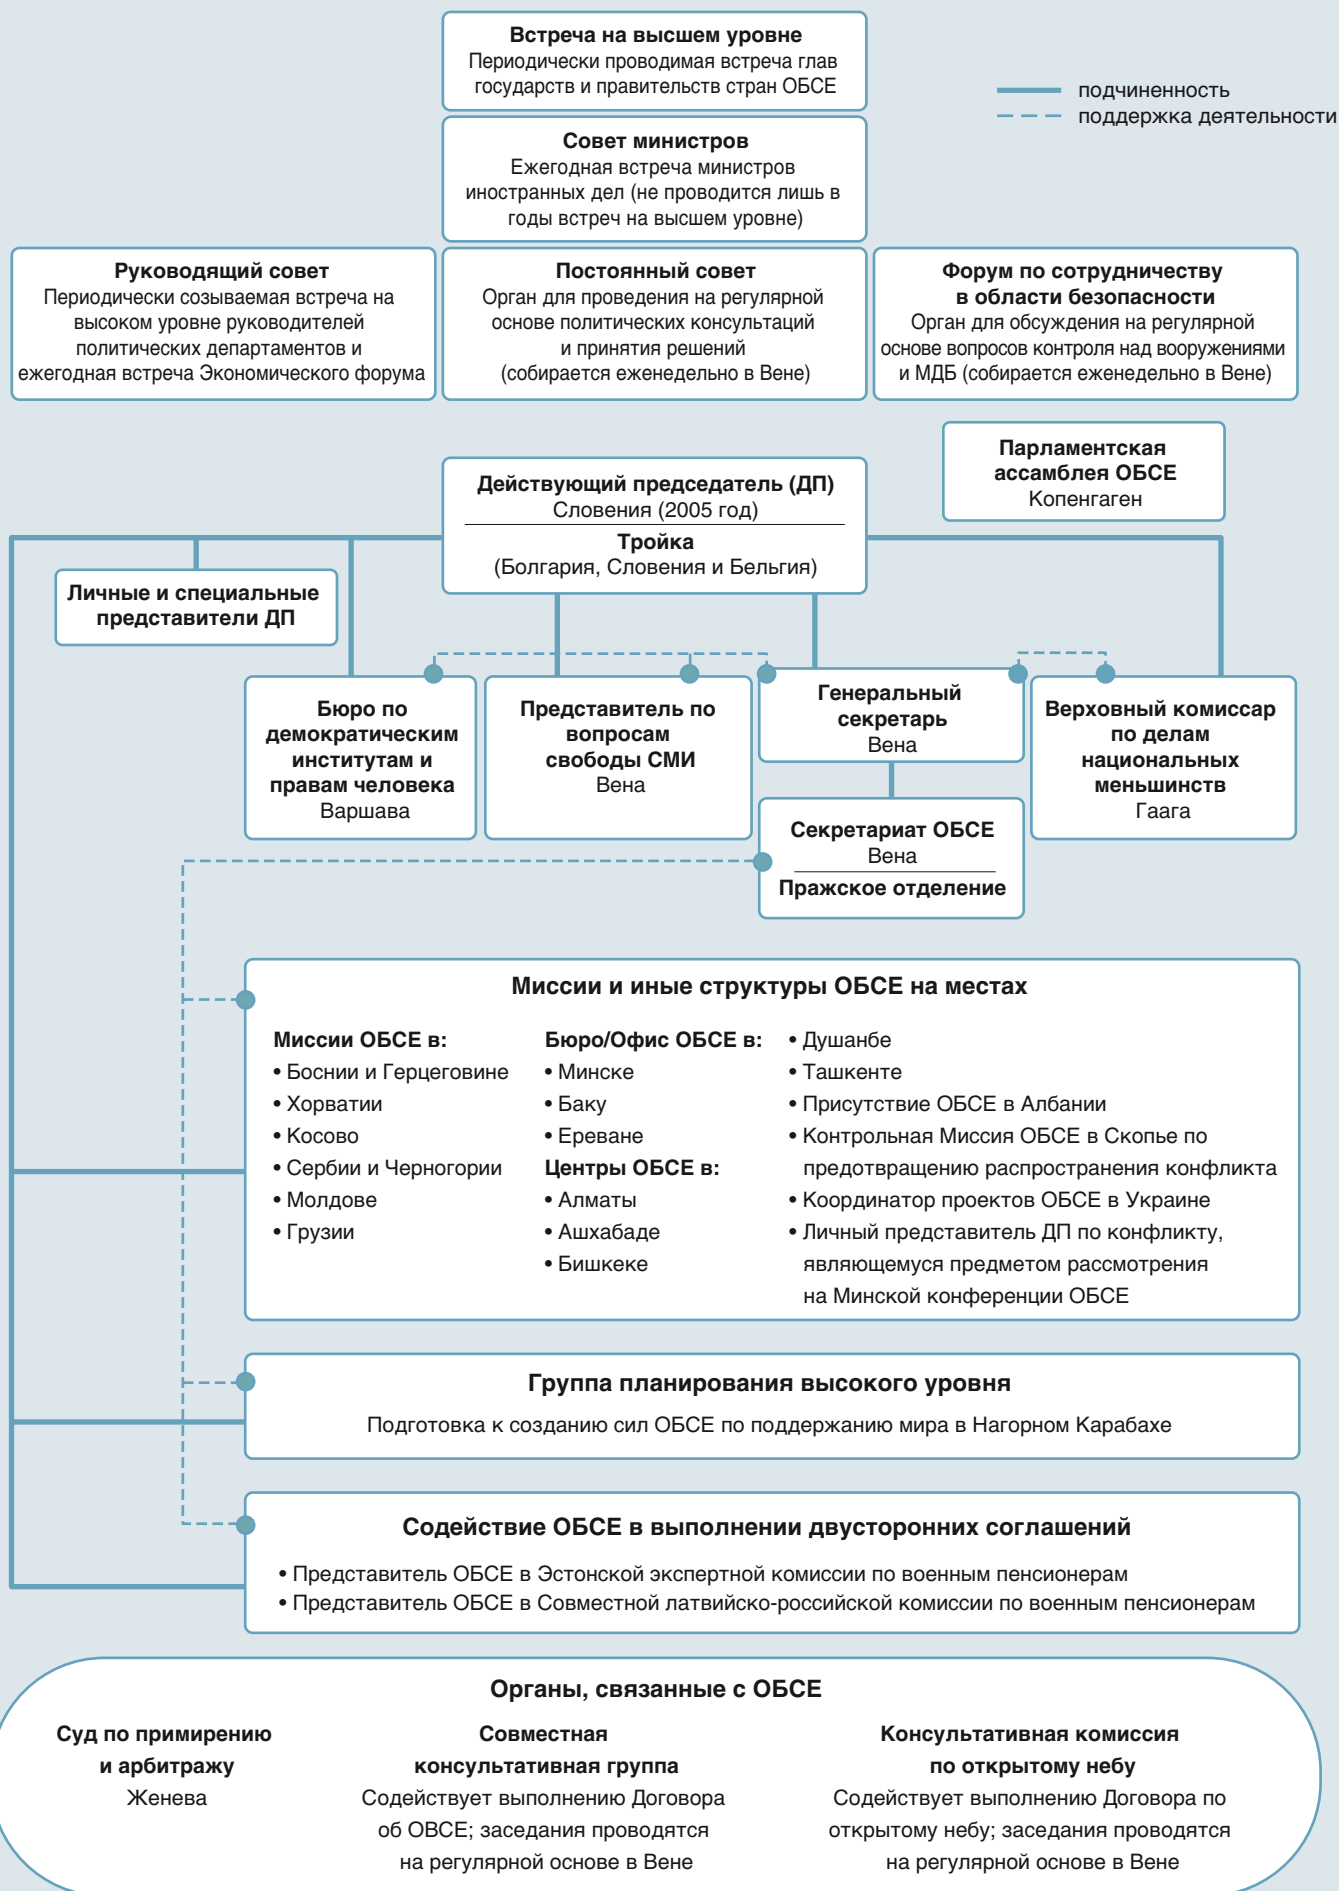 Встреча на высшем уровне
Периодически проводимая встреча глав
государств и правительств стран ОБСЕ
подчиненность
поддержка деятельности
Совет министров
Ежегодная встреча министров
иностранных дел (не проводится лишь в
годы встреч на высшем уровне)
Руководящий совет
Периодически созываемая встреча на
высоком уровне руководителей
политических департаментов и
ежегодная встреча Экономического форума
Постоянный совет
Орган для проведения на регулярной
основе политических консультаций
и принятия решений
(собирается еженедельно в Вене)
Форум по сотрудничеству
в области безопасности
Орган для обсуждения на регулярной
основе вопросов контроля над вооружениями
и МДБ (собирается еженедельно в Вене)
Парламентская
ассамблея ОБСЕ
Копенгаген
Действующий председатель (ДП)
Словения (2005 год)
Тройка
(Болгария, Словения и Бельгия)
Личные и специальные
представители ДП
Бюро по
демократическим
институтам и
правам человека
Варшава
Представитель по
вопросам
свободы СМИ
Вена
Генеральный
секретарь
Вена
Верховный комиссар
по делам
национальных
меньшинств
Гаага
Секретариат ОБСЕ
Вена
Пражское отделение
Миссии и иные структуры ОБСЕ на местах
Миссии ОБСЕ в:
• Боснии и Герцеговине
• Хорватии
• Косово
• Сербии и Черногории
• Молдове
• Грузии
Бюро/Офис ОБСЕ в:
• Минске
• Баку
• Ереване
Центры ОБСЕ в:
• Алматы
• Ашхабаде
• Бишкеке
• Душанбе
• Ташкенте
• Присутствие ОБСЕ в Албании
• Контрольная Миссия ОБСЕ в Скопье по
предотвращению распространения конфликта
• Координатор проектов ОБСЕ в Украине
• Личный представитель ДП по конфликту,
являющемуся предметом рассмотрения
на Минской конференции ОБСЕ
Группа планирования высокого уровня
Подготовка к созданию сил ОБСЕ по поддержанию мира в Нагорном Карабахе
Содействие ОБСЕ в выполнении двусторонних соглашений
• Представитель ОБСЕ в Эстонской экспертной комиссии по военным пенсионерам
• Представитель ОБСЕ в Совместной латвийско-российской комиссии по военным пенсионерам
Органы, связанные с ОБСЕ
Суд по примирению
и арбитражу
Женева
Совместная
консультативная группа
Содействует выполнению Договора
об ОВСЕ; заседания проводятся
на регулярной основе в Вене
Консультативная комиссия
по открытому небу
Содействует выполнению Договора по
открытому небу; заседания проводятся
на регулярной основе в Вене